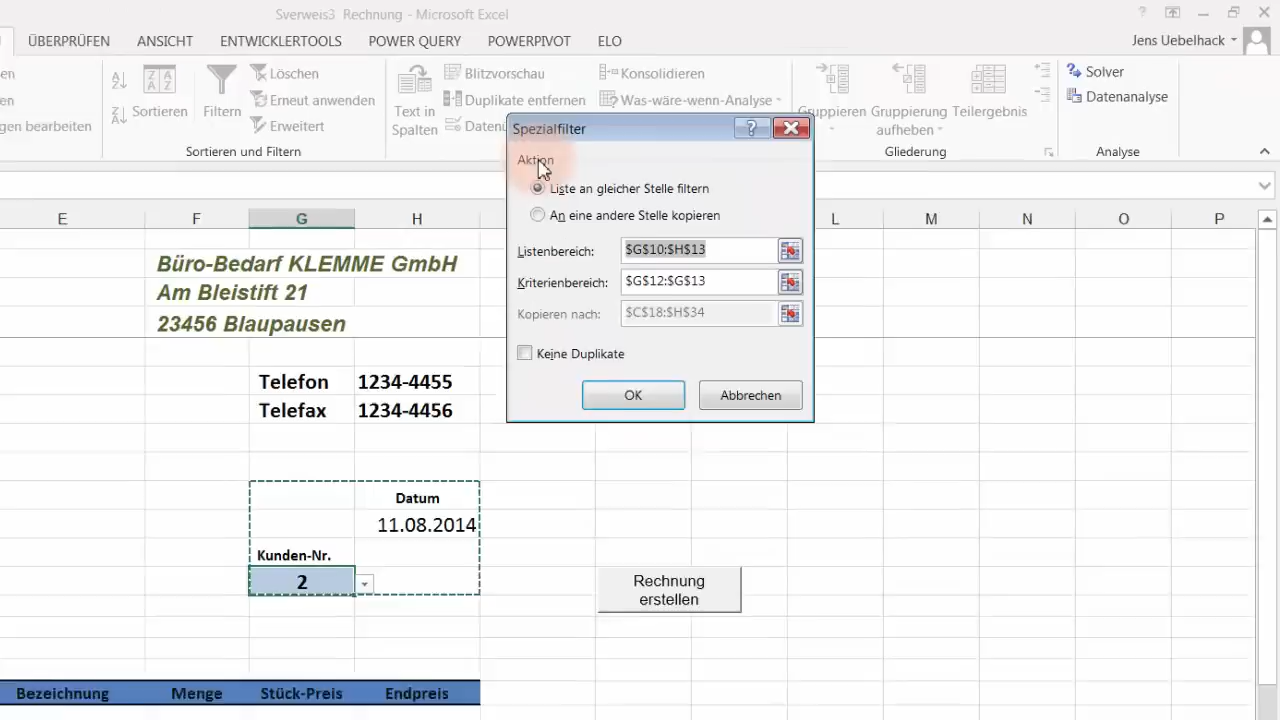 Sverweis3 Rechnung - Microsoft Excel
ÜBERPRÜFEN ANSICHT ENTWICKLERTOOLS POWER QUERY POWERPIVOT ELO Jens Uebelhack
Löschen
Erneut anwenden
Erweitert
Sortieren
Filtern
Sortieren und Filtern
gen bearbeiten
Text in
Spalten
Blitzvorschau
Duplikate entfernen
Daten
Konsolidieren
Was-wäre-wenn-Analyse
Gruppieren
Gruppierung
aufheben
Teilergebnis
Gliederung
Solver
Datenanalyse
Analyse
Spezialfilter
Aktion
Liste an gleicher Stelle filtern
An eine andere Stelle kopieren
Listenbereich: $G$10:$H$13
Kriterienbereich: $G$12:$G$13
Kopieren nach: $C$18:$H$34
Keine Duplikate
OK Abbrechen
E F G H L M N O P
Büro-Bedarf KLEMME GmbH
Am Bleistift 21
23456 Blaupausen
Telefon 1234-4455
Telefax 1234-4456
Datum
11.08.2014
Kunden-Nr.
2
Rechnung
erstellen
Bezeichnung Menge Stück-Preis Endpreis